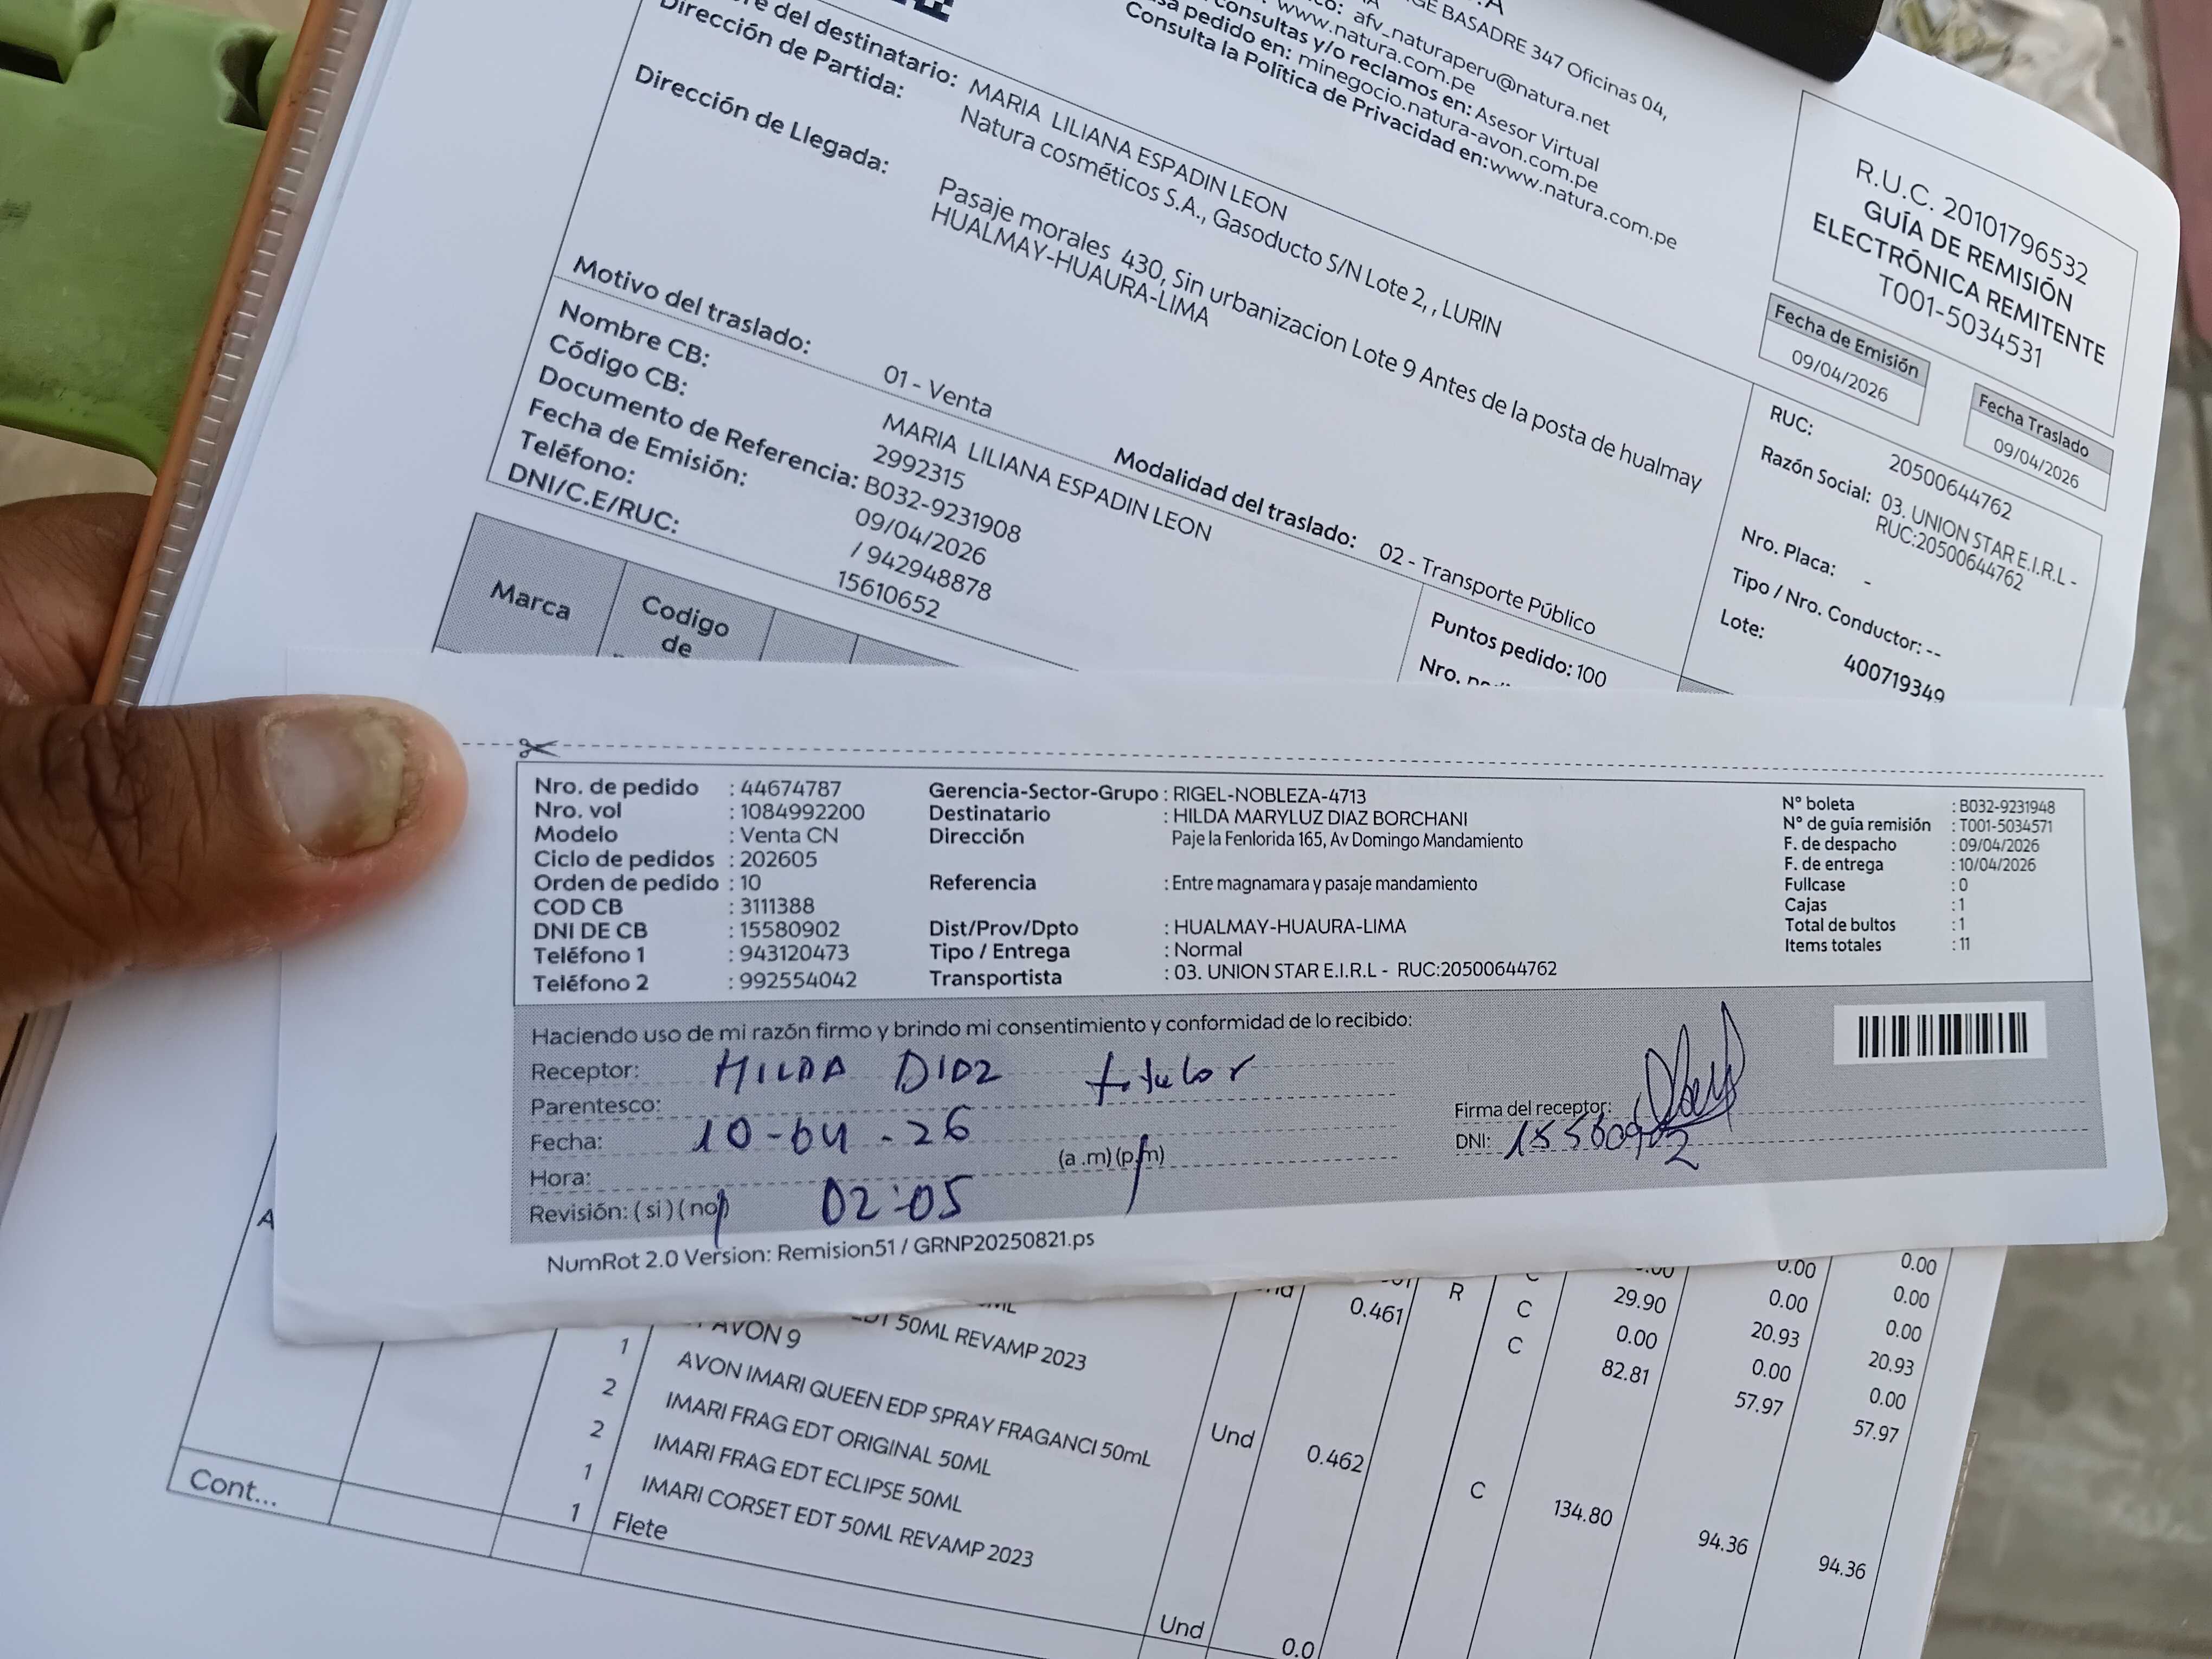 GE BASADRE 347 Oficinas 04,
afv_naturaperu@natura.net
www.natura.com.pe
consultas y/o reclamos en: Asesor Virtual
pedido en: minegocio.natura-avon.com.pe
Consulta la Política de Privacidad en:www.natura.com.pe
del destinatario: MARIA LILIANA ESPADIN LEON
Dirección de Partida: Natura cosméticos S.A., Gasoducto S/N Lote 2, , LURIN
Dirección de Llegada: Pasaje morales 430, Sin urbanizacion Lote 9 Antes de la posta de hualmay
HUALMAY-HUAURA-LIMA
R.U.C. 20101796532
GUÍA DE REMISIÓN
ELECTRÓNICA REMITENTE
T001-5034531
Fecha de Emisión
09/04/2026
Fecha Traslado
09/04/2026
Motivo del traslado: 01 - Venta
Modalidad del traslado: 02 - Transporte Público
Nombre CB: MARIA LILIANA ESPADIN LEON
Código CB: 2992315
Documento de Referencia: B032-9231908
Fecha de Emisión: 09/04/2026
Teléfono: / 942948878
DNI/C.E/RUC: 15610652
RUC: 20500644762
Razón Social: 03. UNION STAR E.I.R.L -
RUC:20500644762
Nro. Placa: -
Tipo / Nro. Conductor: --
Lote: 400719349
Puntos pedido: 100
Nro.
Marca
Codigo
de
Nro. de pedido : 44674787 Gerencia-Sector-Grupo : RIGEL-NOBLEZA-4713 N° boleta : B032-9231948
Nro. vol : 1084992200 Destinatario : HILDA MARYLUZ DIAZ BORCHANI N° de guía remisión : T001-5034571
Modelo : Venta CN Dirección Paje la Fenlorida 165, Av Domingo Mandamiento F. de despacho : 09/04/2026
Ciclo de pedidos : 202605 F. de entrega : 10/04/2026
Orden de pedido : 10 Referencia : Entre magnamara y pasaje mandamiento Fullcase : 0
COD CB : 3111388 Cajas : 1
DNI DE CB : 15580902 Dist/Prov/Dpto : HUALMAY-HUAURA-LIMA Total de bultos : 1
Teléfono 1 : 943120473 Tipo / Entrega : Normal Items totales : 11
Teléfono 2 : 992554042 Transportista : 03. UNION STAR E.I.R.L - RUC:20500644762
Haciendo uso de mi razón firmo y brindo mi consentimiento y conformidad de lo recibido:
Receptor: HILDA DIDZ titulor
Parentesco:
Firma del receptor:
Fecha: 10-04-26
DNI:
Hora: 02:05 (a .m) (p.m)
Revisión: ( si ) ( no )
NumRot 2.0 Version: Remision51 / GRNP20250821.ps
0.00 0.00
0.461 R C 29.90 0.00 0.00
50ML REVAMP 2023 C 0.00 20.93 0.00
AVON 9 C 82.81 0.00 20.93
57.97 0.00
57.97
1 AVON IMARI QUEEN EDP SPRAY FRAGANCI 50mL Und 0.462 C 134.80 94.36 94.36
2 IMARI FRAG EDT ORIGINAL 50ML
2 IMARI FRAG EDT ECLIPSE 50ML
1 IMARI CORSET EDT 50ML REVAMP 2023
1 Flete Und 0.0
Cont...